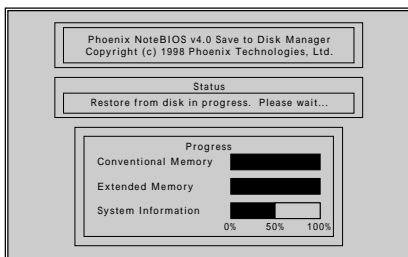 Phoenix NoteBIOS v4.0 Save to Disk Manager
Copyright (c) 1998 Phoenix Technologies, Ltd.
Status
Restore from disk in progress. Please wait...
Progress
Conventional Memory
Extended Memory
System Information
0% 50% 100%